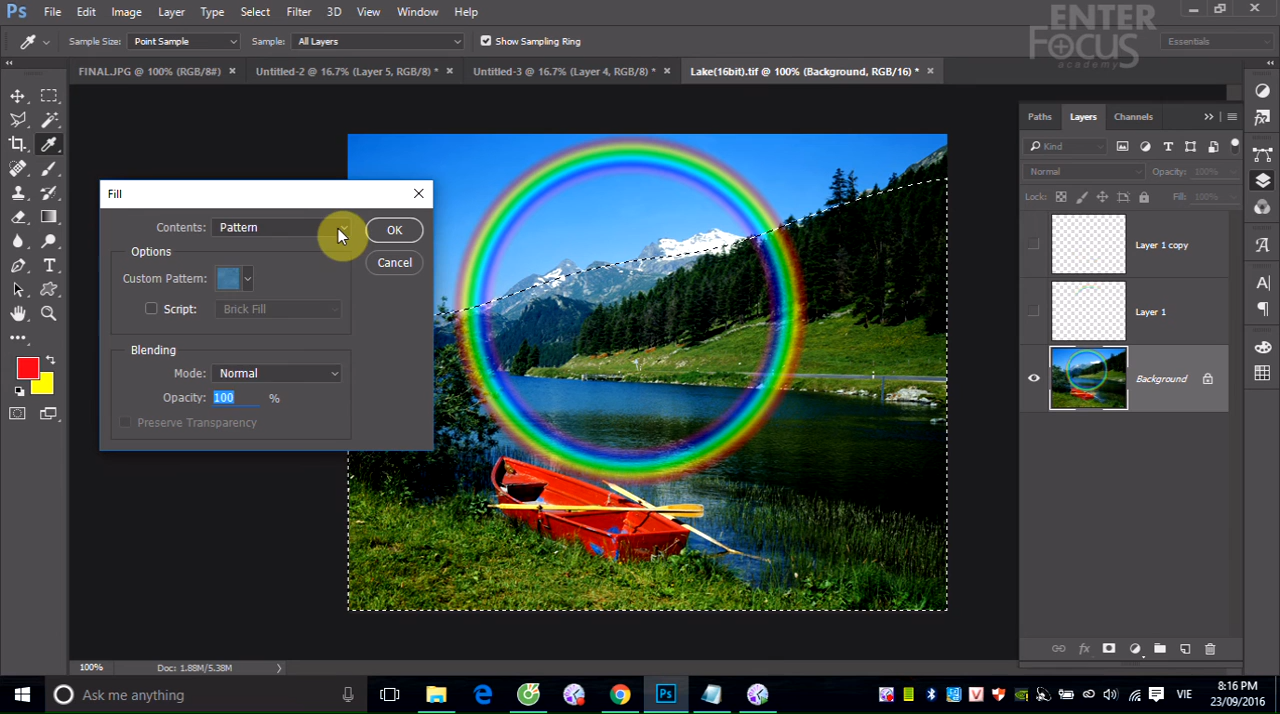 Ps File Edit Image Layer Type Select Filter 3D View Window Help
ENTER
FOCUS
academy
Sample Size: Point Sample Sample: All Layers Show Sampling Ring Essentials
FINAL.JPG @ 100% (RGB/8#) × Untitled-2 @ 16.7% (Layer 5, RGB/8) * × Untitled-3 @ 16.7% (Layer 4, RGB/8) * × Lake(16bit).tif @ 100% (Background, RGB/16) * ×
Paths Layers Channels
Kind
Normal Opacity: 100%
Lock: Fill: 100%
Layer 1 copy
Layer 1
Background
Fill
Contents: Pattern OK
Options
Cancel
Custom Pattern:
Script: Brick Fill
Blending
Mode: Normal
Opacity: 100 %
Preserve Transparency
100% Doc: 1.88M/5.38M
Ask me anything
Ps
VIE
8:16 PM
23/09/2016